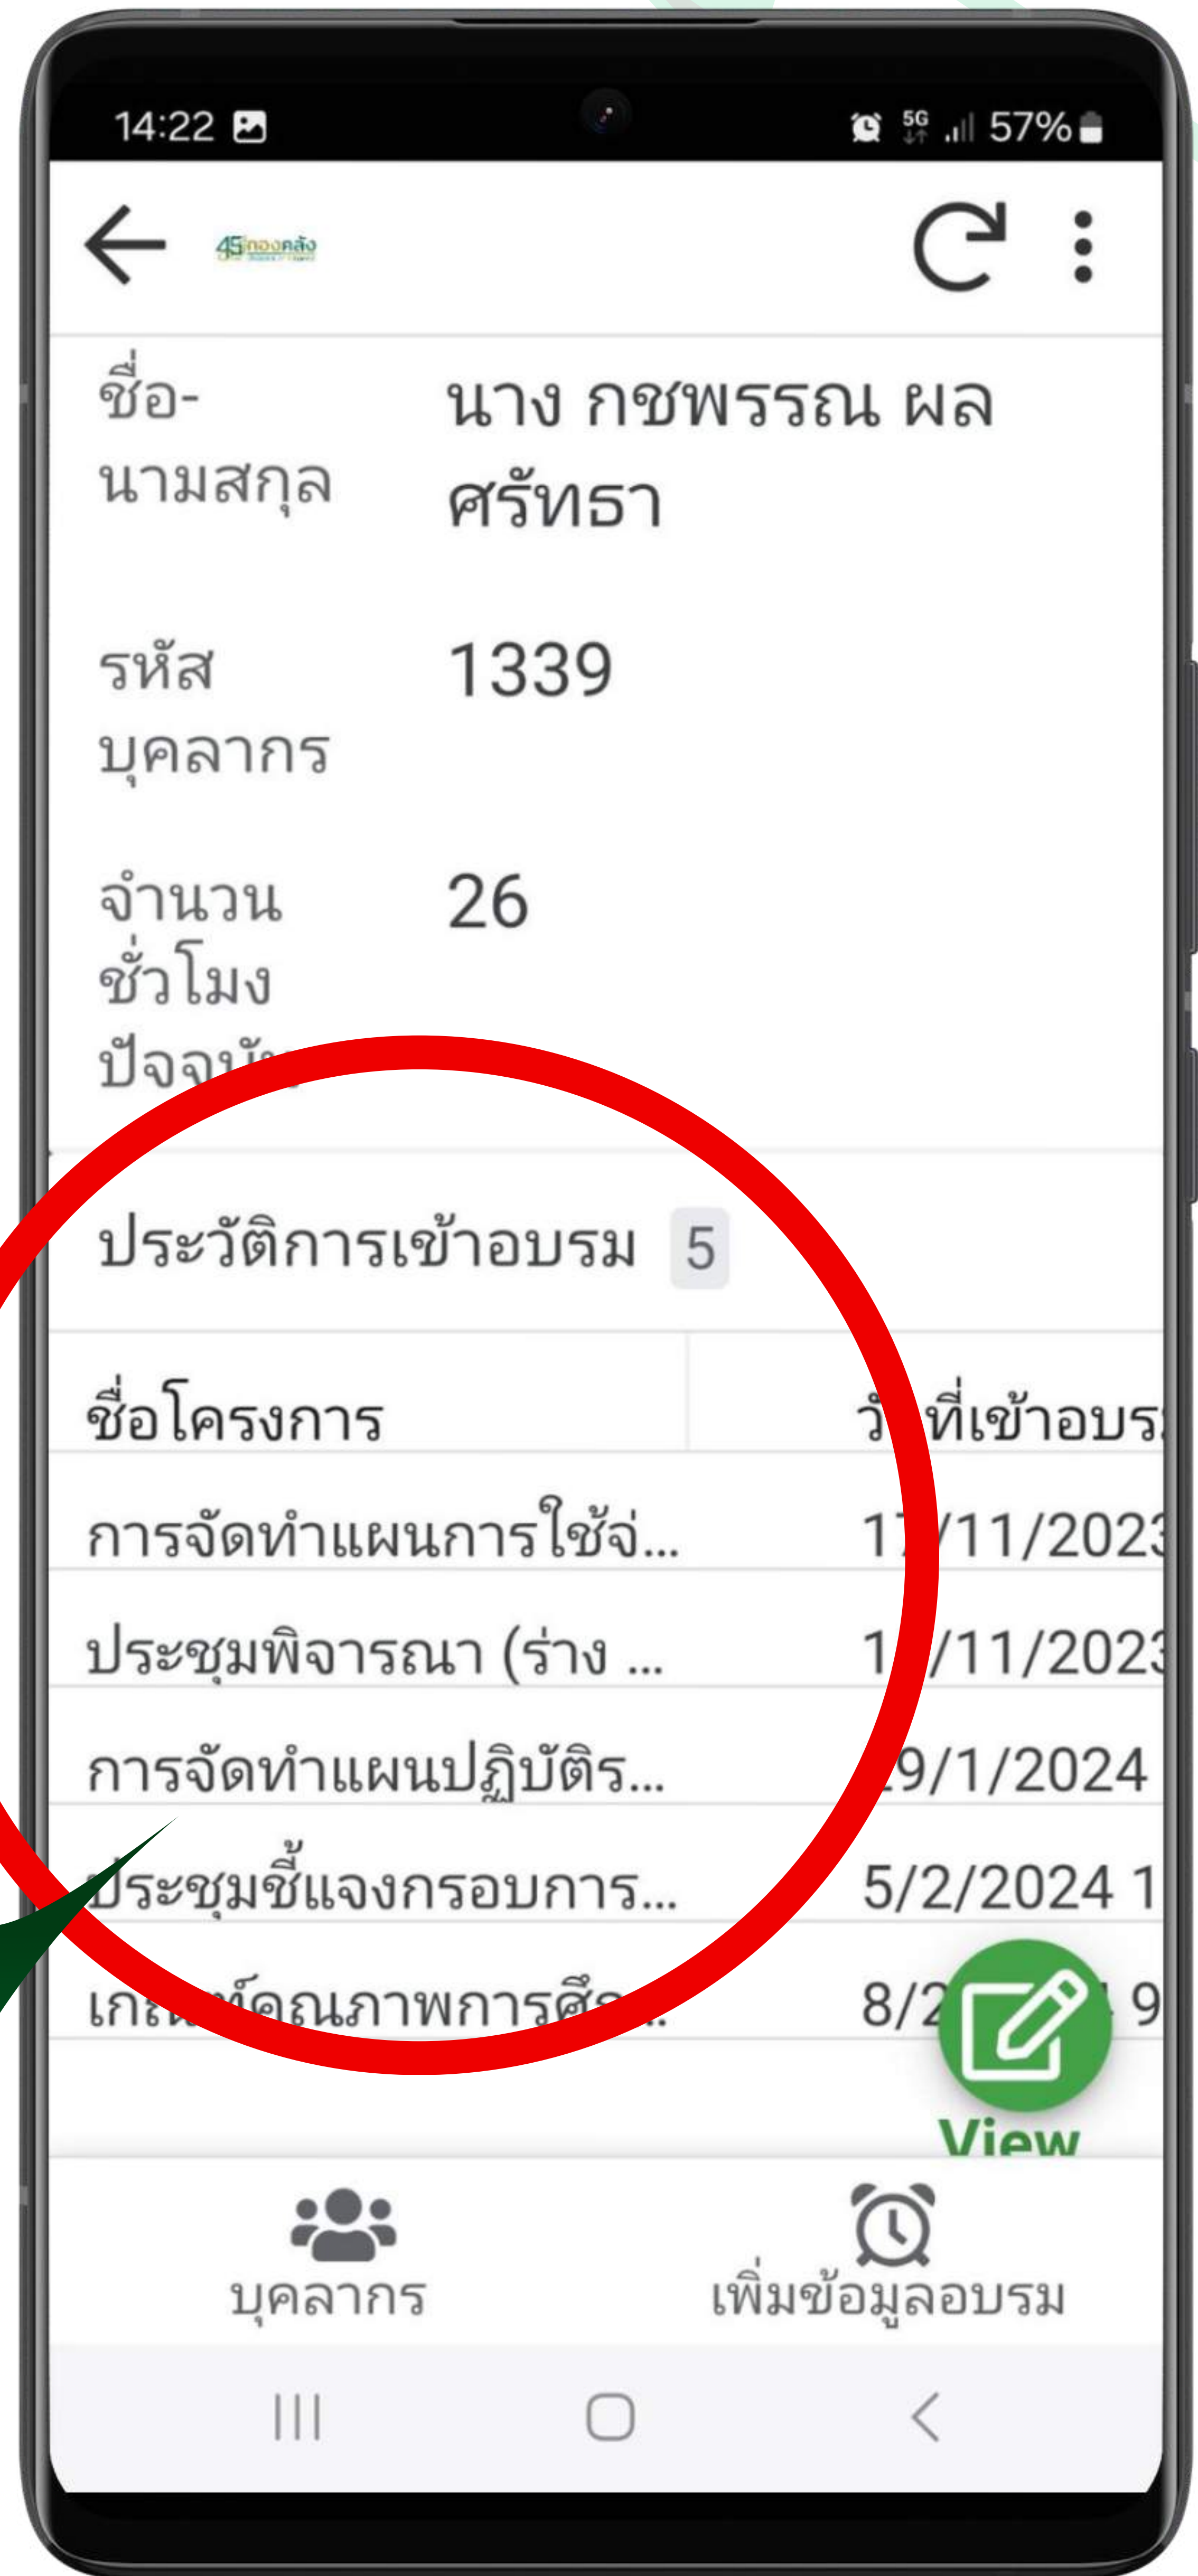 14:22
5G 57%
45 ปี กองคลัง
ชื่อ-
นามสกุล
นาง กชพรรณ ผล
ศรัทธา
รหัส
บุคลากร
1339
จำนวน
ชั่วโมง
26
ประวัติการเข้าอบรม 5
ชื่อโครงการ ที่เข้าอบร
การจัดทำแผนการใช้จ่... 17/11/2023
ประชุมพิจารณา (ร่าง ... /11/2023
การจัดทำแผนปฏิบัติร... 9/1/2024
ประชุมชี้แจงกรอบการ... 5/2/2024 1
8/2 9
View
บุคลากร
เพิ่มข้อมูลอบรม